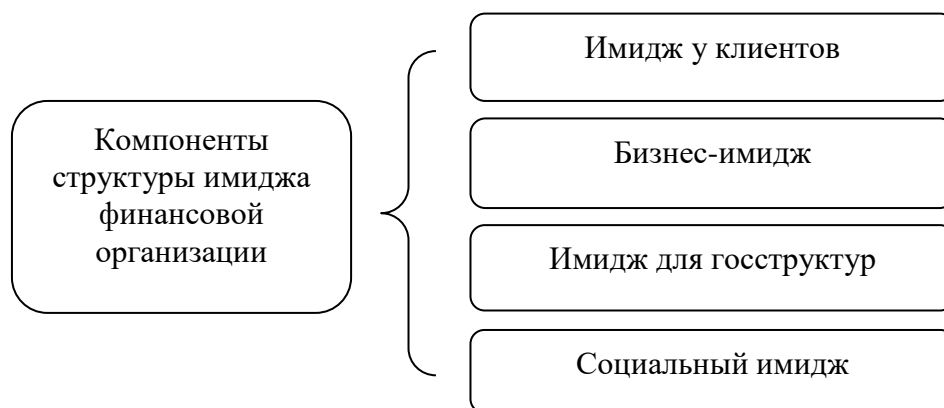 Компоненты
структуры имиджа
финансовой
организации
Имидж у клиентов
Бизнес-имидж
Имидж для госструктур
Социальный имидж